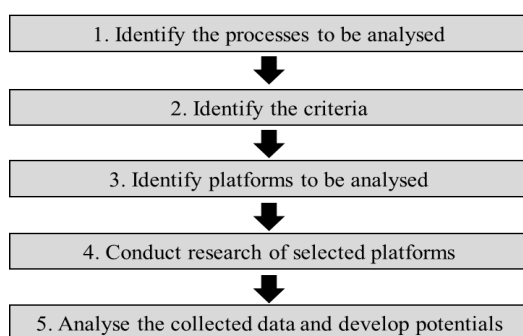 1. Identify the processes to be analysed
2. Identify the criteria
3. Identify platforms to be analysed
4. Conduct research of selected platforms
5. Analyse the collected data and develop potentials